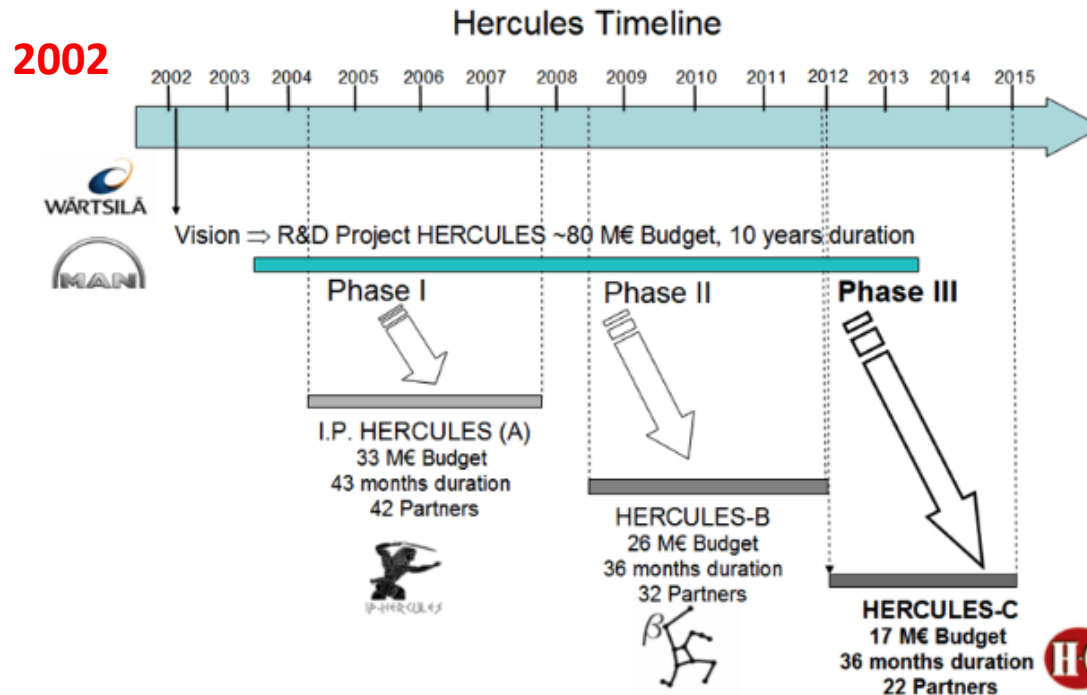 Hercules Timeline
2002
2002 2003 2004 2005 2006 2007 2008 2009 2010 2011 2012 2013 2014 2015
WÄRTSILÄ
MAN
Vision ⇒ R&D Project HERCULES ~80 M€ Budget, 10 years duration
Phase I
Phase II
Phase III
I.P. HERCULES (A)
33 M€ Budget
43 months duration
42 Partners
IP-HERCULES
HERCULES-B
26 M€ Budget
36 months duration
32 Partners
β
HERCULES-C
17 M€ Budget
36 months duration
22 Partners